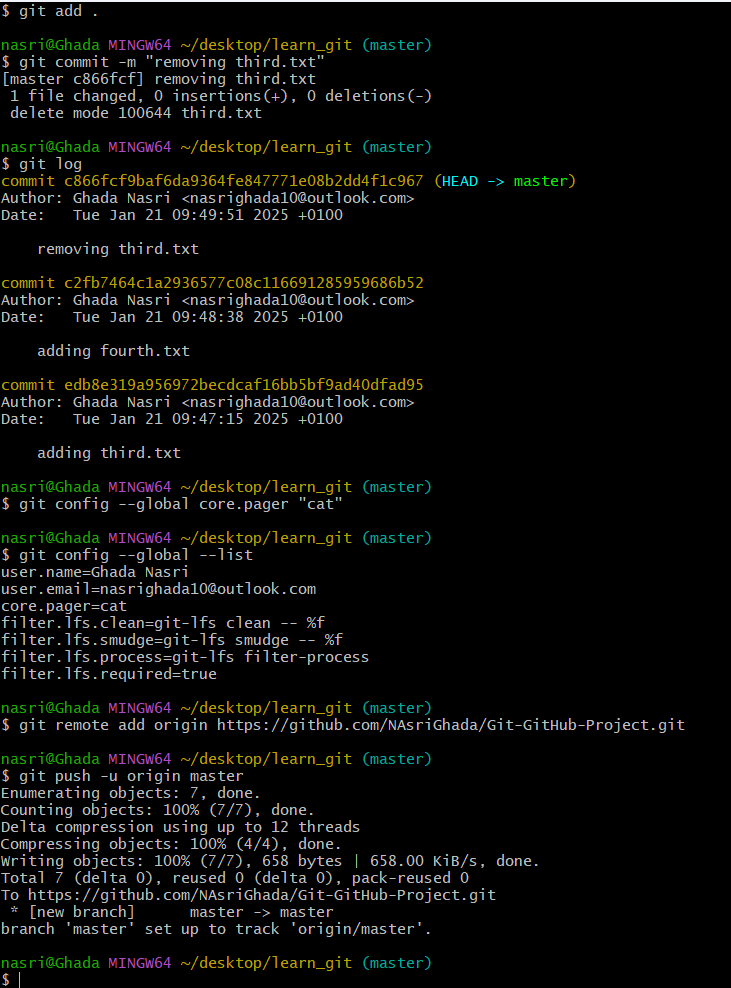 $ git add .
nasri@Ghada MINGW64 ~/desktop/learn_git (master)
$ git commit -m "removing third.txt"
[master c866fcf] removing third.txt
 1 file changed, 0 insertions(+), 0 deletions(-)
 delete mode 100644 third.txt
nasri@Ghada MINGW64 ~/desktop/learn_git (master)
$ git log
commit c866fcf9baf6da9364fe847771e08b2dd4f1c967 (HEAD -> master)
Author: Ghada Nasri <nasrighada10@outlook.com>
Date:   Tue Jan 21 09:49:51 2025 +0100
    removing third.txt
commit c2fb7464c1a2936577c08c116691285959686b52
Author: Ghada Nasri <nasrighada10@outlook.com>
Date:   Tue Jan 21 09:48:38 2025 +0100
    adding fourth.txt
commit edb8e319a956972becdcaf16bb5bf9ad40dfad95
Author: Ghada Nasri <nasrighada10@outlook.com>
Date:   Tue Jan 21 09:47:15 2025 +0100
    adding third.txt
nasri@Ghada MINGW64 ~/desktop/learn_git (master)
$ git config --global core.pager "cat"
nasri@Ghada MINGW64 ~/desktop/learn_git (master)
$ git config --global --list
user.name=Ghada Nasri
user.email=nasrighada10@outlook.com
core.pager=cat
filter.lfs.clean=git-lfs clean -- %f
filter.lfs.smudge=git-lfs smudge -- %f
filter.lfs.process=git-lfs filter-process
filter.lfs.required=true
nasri@Ghada MINGW64 ~/desktop/learn_git (master)
$ git remote add origin https://github.com/NAsriGhada/Git-GitHub-Project.git
nasri@Ghada MINGW64 ~/desktop/learn_git (master)
$ git push -u origin master
Enumerating objects: 7, done.
Counting objects: 100% (7/7), done.
Delta compression using up to 12 threads
Compressing objects: 100% (4/4), done.
Writing objects: 100% (7/7), 658 bytes | 658.00 KiB/s, done.
Total 7 (delta 0), reused 0 (delta 0), pack-reused 0
To https://github.com/NAsriGhada/Git-GitHub-Project.git
 * [new branch]      master -> master
branch 'master' set up to track 'origin/master'.
nasri@Ghada MINGW64 ~/desktop/learn_git (master)
$